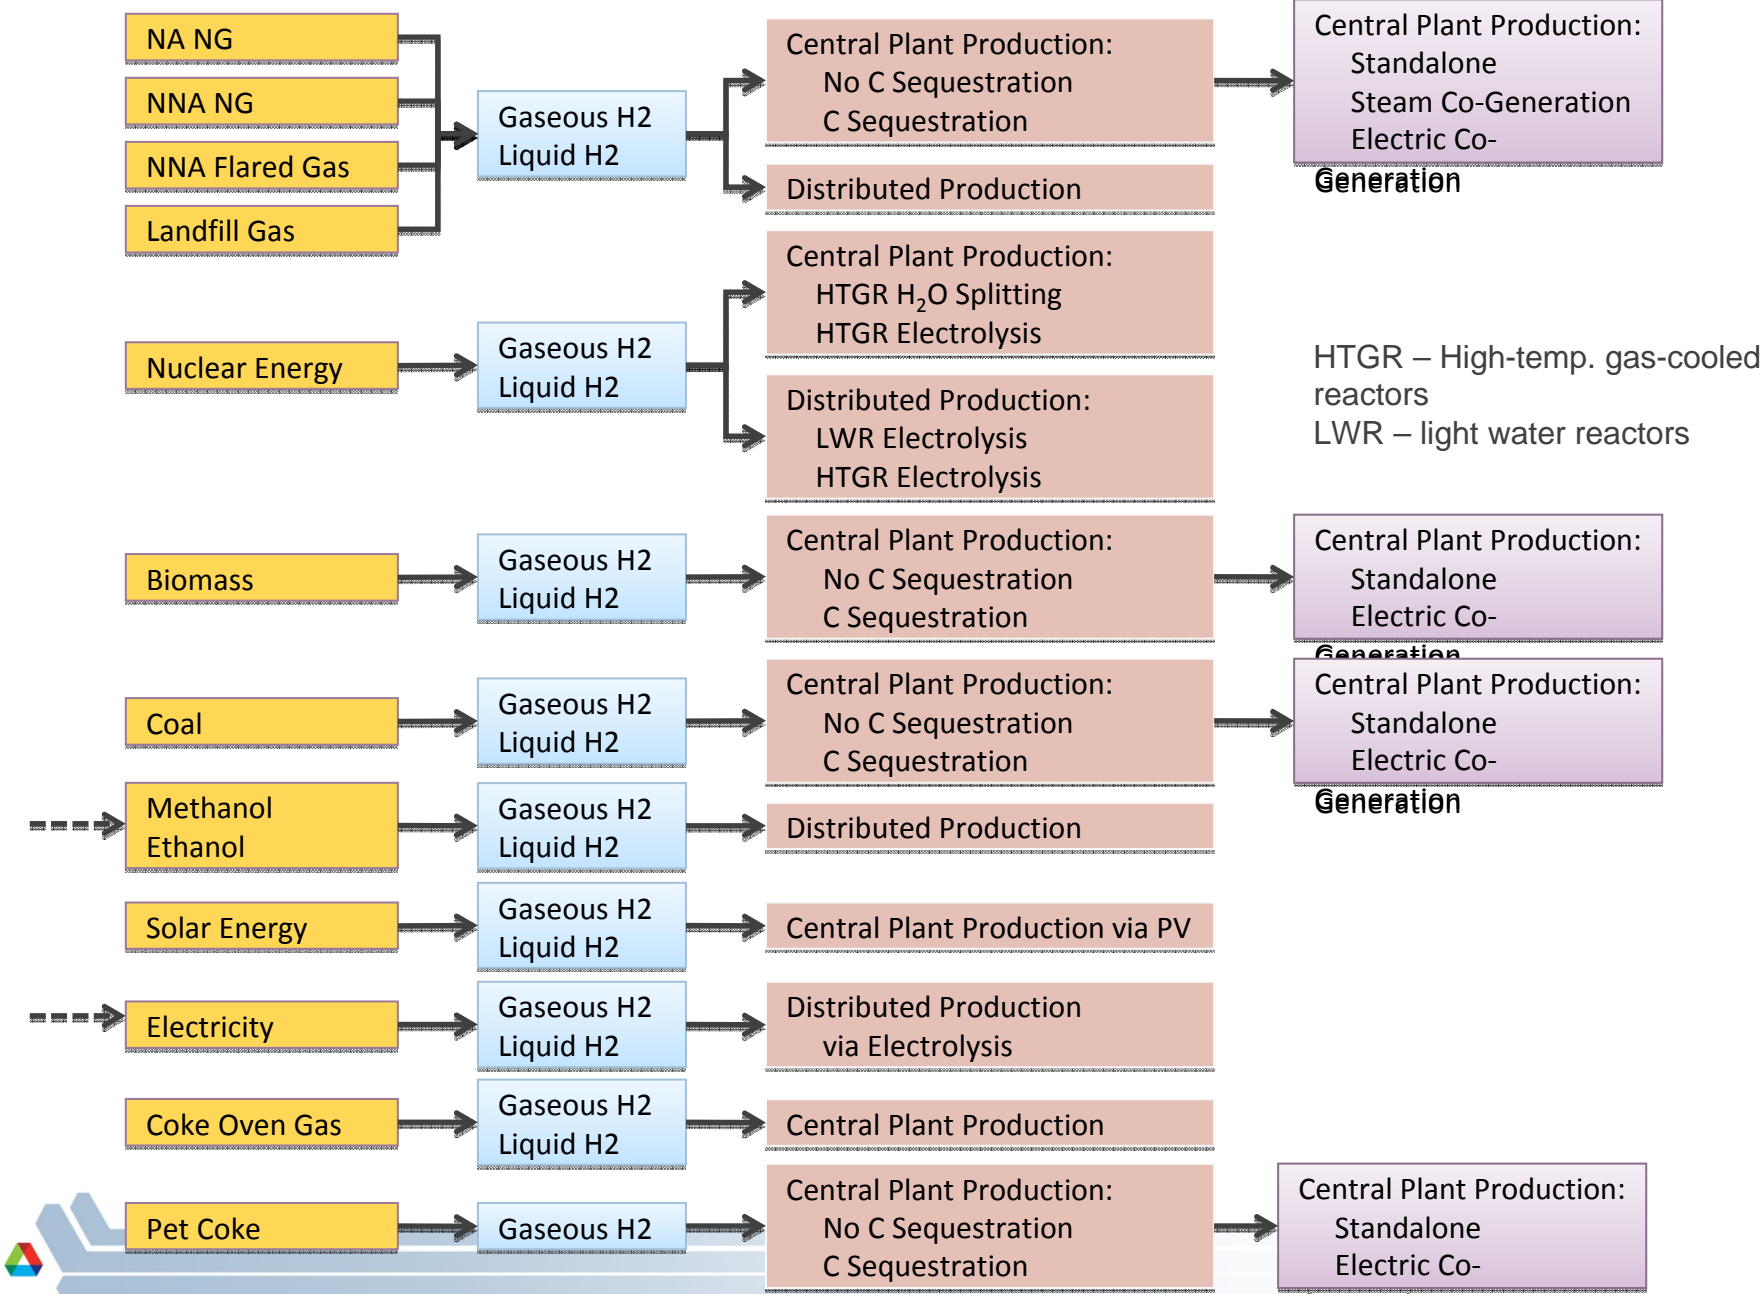 NA NG
NNA NG
NNA Flared Gas
Landfill Gas
Gaseous H2
Liquid H2
Central Plant Production:
No C Sequestration
C Sequestration
Distributed Production
Central Plant Production:
Standalone
Steam Co-Generation
Electric Co-
Generation
Nuclear Energy
Gaseous H2
Liquid H2
Central Plant Production:
HTGR H₂O Splitting
HTGR Electrolysis
Distributed Production:
LWR Electrolysis
HTGR Electrolysis
HTGR – High-temp. gas-cooled
reactors
LWR – light water reactors
Biomass
Gaseous H2
Liquid H2
Central Plant Production:
No C Sequestration
C Sequestration
Central Plant Production:
Standalone
Electric Co-
Generation
Coal
Gaseous H2
Liquid H2
Central Plant Production:
No C Sequestration
C Sequestration
Central Plant Production:
Standalone
Electric Co-
Generation
Methanol
Ethanol
Gaseous H2
Liquid H2
Distributed Production
Solar Energy
Gaseous H2
Liquid H2
Central Plant Production via PV
Electricity
Gaseous H2
Liquid H2
Distributed Production
via Electrolysis
Coke Oven Gas
Gaseous H2
Liquid H2
Central Plant Production
Pet Coke
Gaseous H2
Central Plant Production:
No C Sequestration
C Sequestration
Central Plant Production:
Standalone
Electric Co-